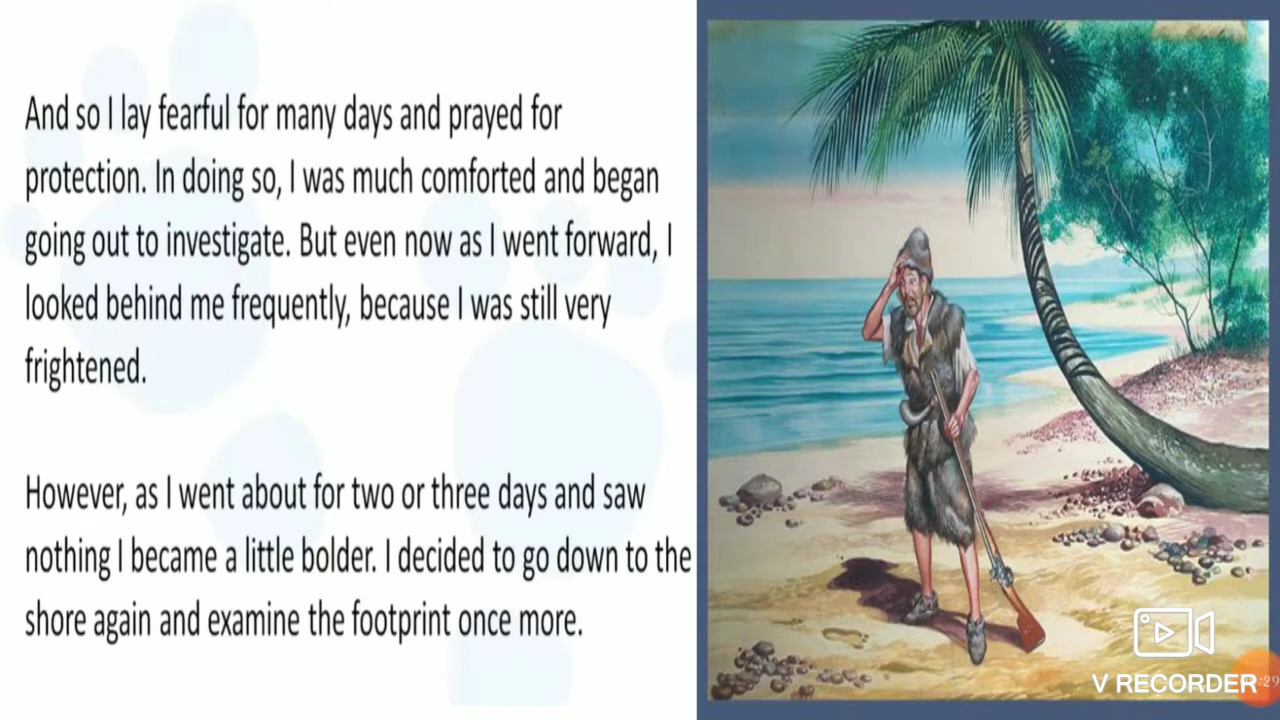 And so I lay fearful for many days and prayed for
protection. In doing so, I was much comforted and began
going out to investigate. But even now as I went forward, I
looked behind me frequently, because I was still very
frightened.
However, as I went about for two or three days and saw
nothing I became a little bolder. I decided to go down to the
shore again and examine the footprint once more.
V RECORDER
:29